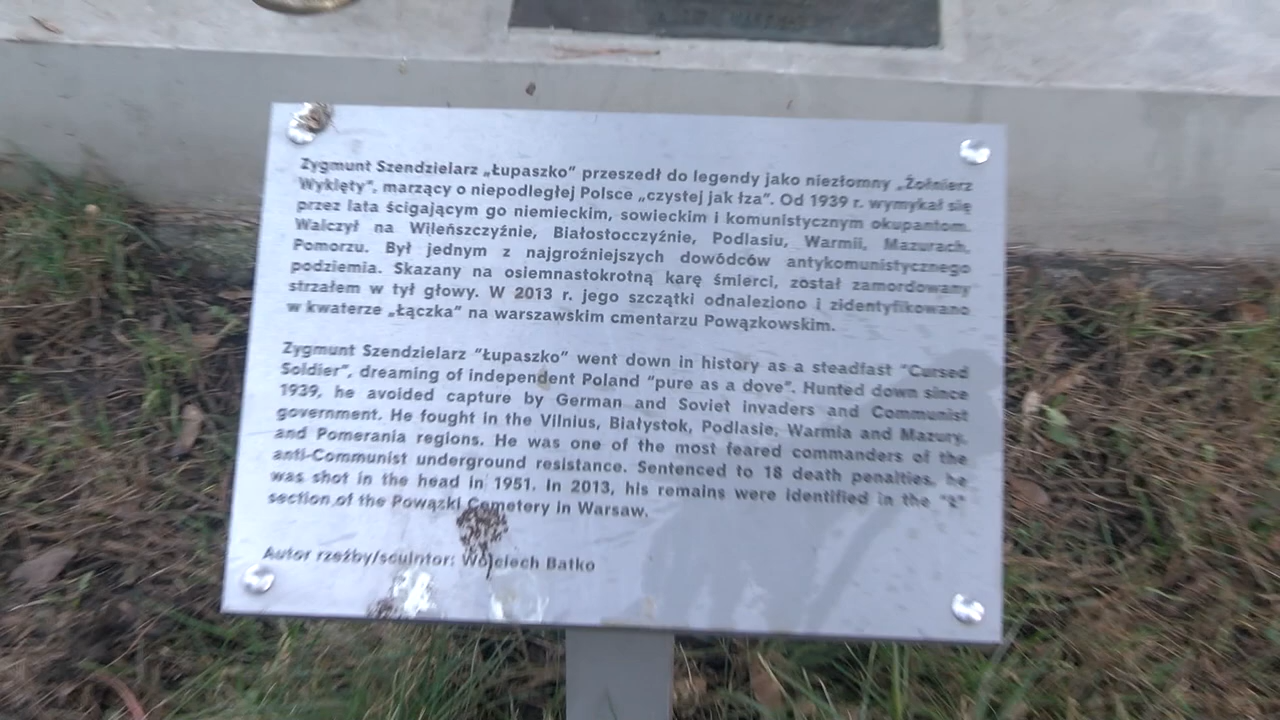 Zygmunt Szendzielarz „Łupaszko” przeszedł do legendy jako niezłomny „Żołnierz
Wyklęty”, marzący o niepodległej Polsce „czystej jak łza”. Od 1939 r. wymykał się
przez lata ścigającym go niemieckim, sowieckim i komunistycznym okupantom.
Walczył na Wileńszczyźnie, Białostocczyźnie, Podlasiu, Warmii, Mazurach,
Pomorzu. Był jednym z najgroźniejszych dowódców antykomunistycznego
podziemia. Skazany na osiemnastokrotną karę śmierci, został zamordowany
strzałem w tył głowy. W 2013 r. jego szczątki odnaleziono i zidentyfikowano
w kwaterze „Łączka” na warszawskim cmentarzu Powązkowskim.
Zygmunt Szendzielarz "Łupaszko" went down in history as a steadfast "Cursed
Soldier", dreaming of independent Poland "pure as a dove". Hunted down since
1939, he avoided capture by German and Soviet invaders and Communist
government. He fought in the Vilnius, Białystok, Podlasie, Warmia and Mazury,
and Pomerania regions. He was one of the most feared commanders of the
anti-Communist underground resistance. Sentenced to 18 death penalties, he
was shot in the head in 1951. In 2013, his remains were identified in the "Ł"
section of the Powązki Cemetery in Warsaw.
Autor rzeźby/sculptor: Wojciech Batko